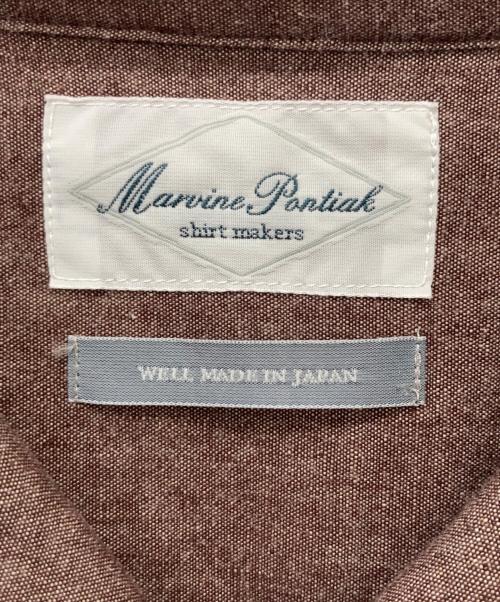 Marvine Pontiak
shirt makers
WELL MADE IN JAPAN